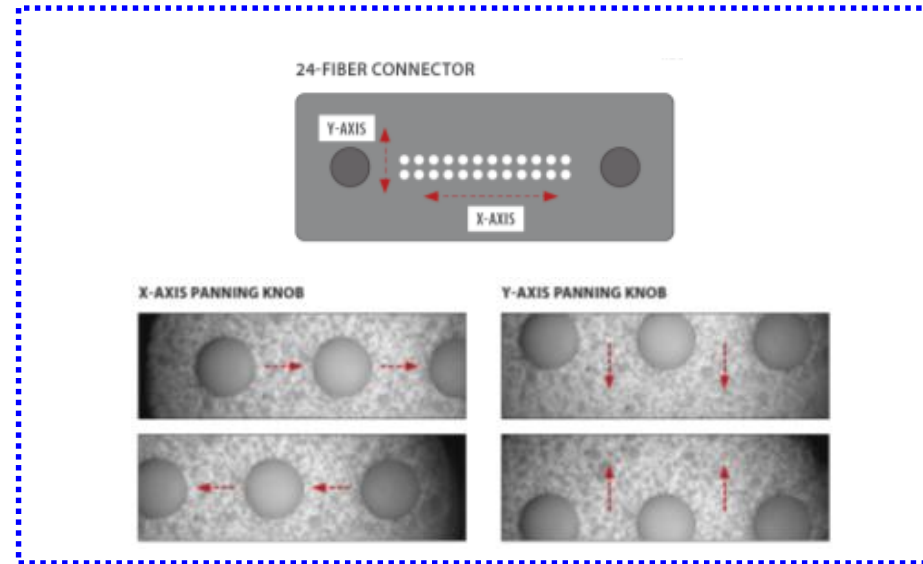 24-FIBER CONNECTOR
Y-AXIS
X-AXIS
X-AXIS PANNING KNOB
Y-AXIS PANNING KNOB